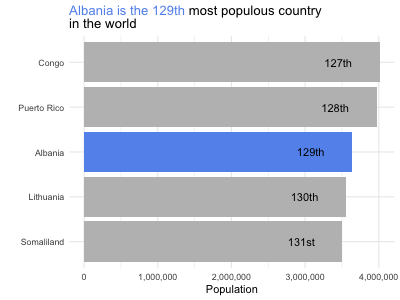 Albania is the 129th most populous country
in the world
Congo
127th
Puerto Rico
128th
Albania
129th
Lithuania
130th
Somaliland
131st
0 1,000,000 2,000,000 3,000,000 4,000,000
Population